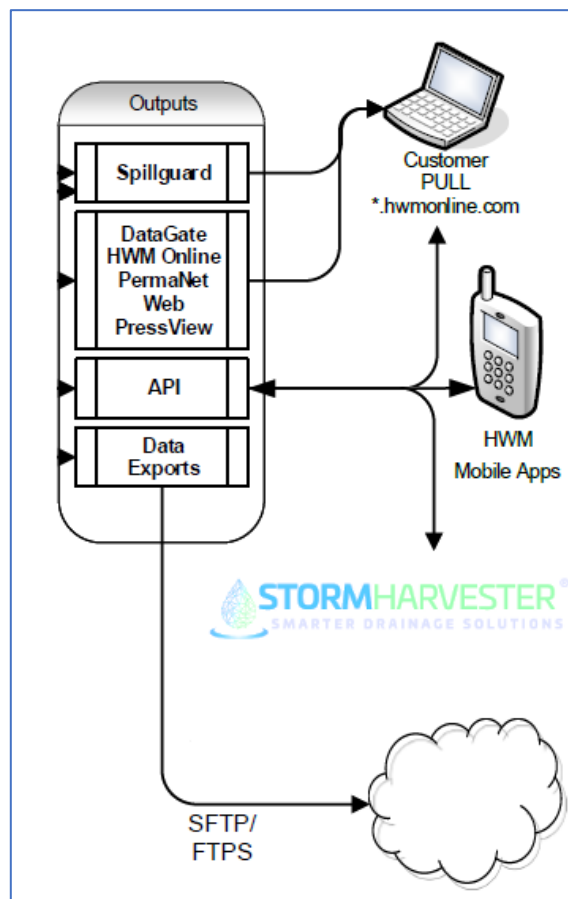 Outputs
Spillguard
DataGate
HWM Online
PermaNet
Web
PressView
API
Data
Exports
Customer
PULL
*.hwmonline.com
HWM
Mobile Apps
STORMHARVESTER®
SMARTER DRAINAGE SOLUTIONS
SFTP/
FTPS